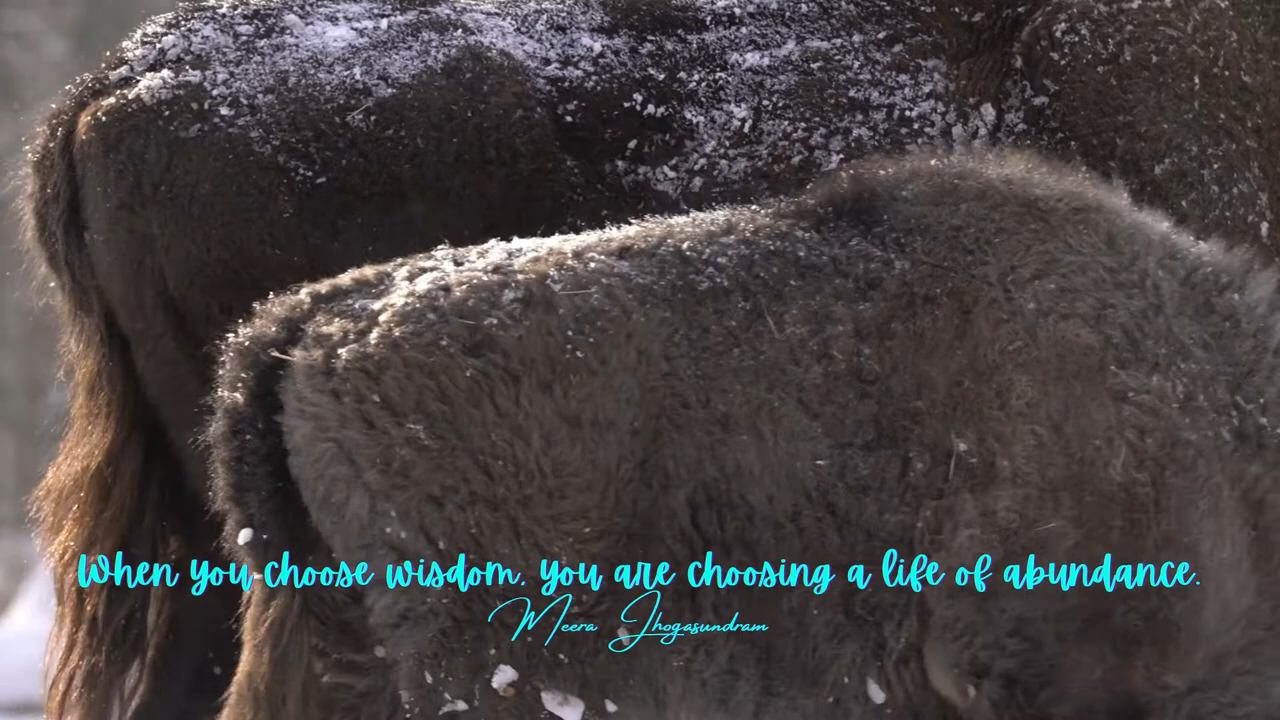 When you choose wisdom, you are choosing a life of abundance.
Meera Jhogasundram